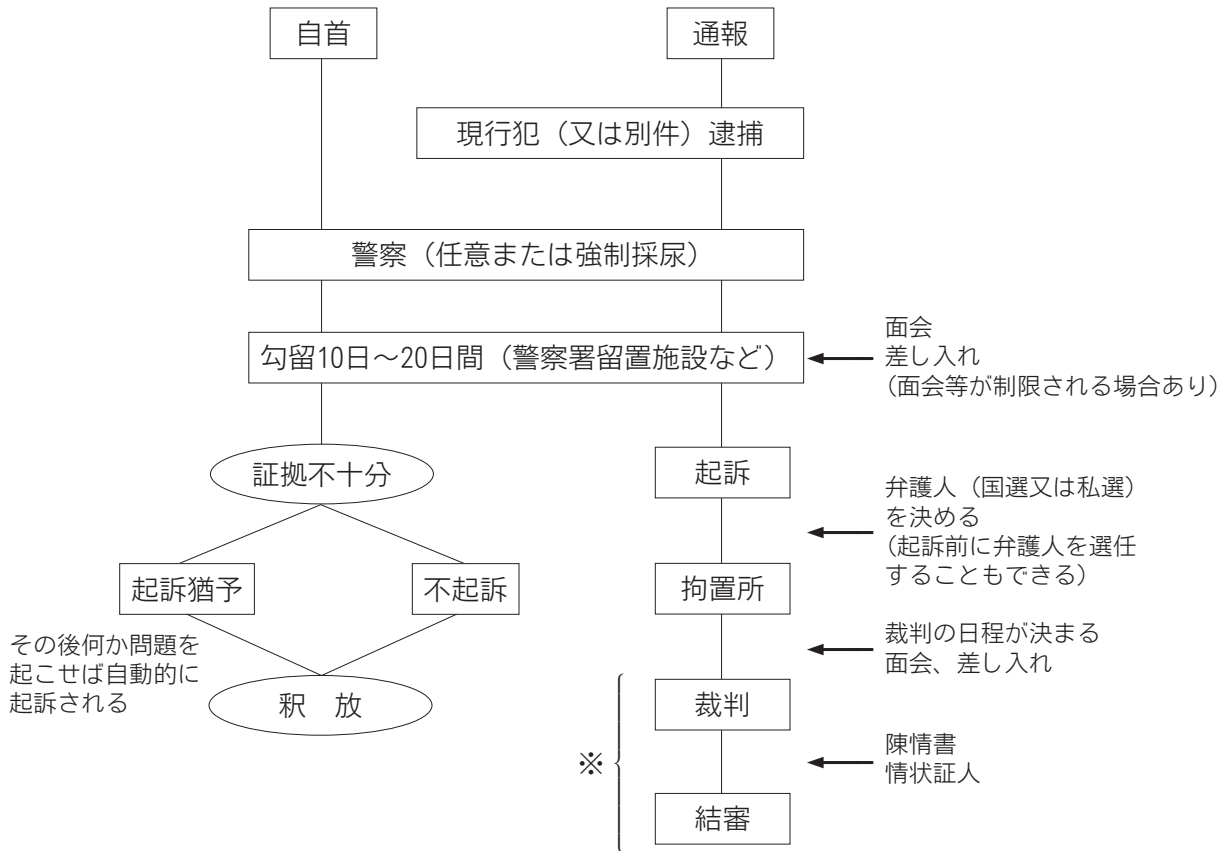 自首
通報
現行犯（又は別件）逮捕
警察（任意または強制採尿）
勾留10日～20日間（警察署留置施設など）
面会
差し入れ
（面会等が制限される場合あり）
証拠不十分
起訴
弁護人（国選又は私選）
を決める
（起訴前に弁護人を選任
することもできる）
起訴猶予
不起訴
拘置所
その後何か問題を
起こせば自動的に
起訴される
裁判の日程が決まる
面会、差し入れ
釈　放
裁判
※
陳情書
情状証人
結審